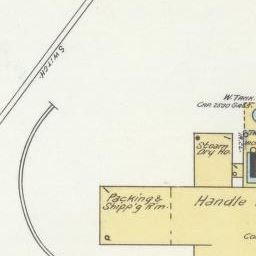 SWITCH.
W. TANK
CAP. 2500 GALS.
Steam
Dry Ho.
Packing &
Shipp'g Rm.
Handle